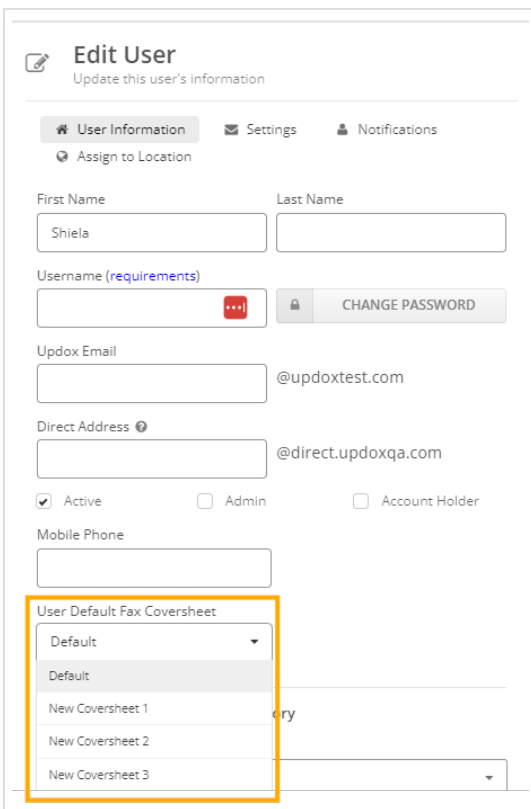 Edit User
Update this user's information
User Information Settings Notifications
Assign to Location
First Name Last Name
Shiela
Username (requirements)
CHANGE PASSWORD
Updox Email
@updoxtest.com
Direct Address
@direct.updoxqa.com
Active Admin Account Holder
Mobile Phone
User Default Fax Coversheet
Default
Default
New Coversheet 1
ory
New Coversheet 2
New Coversheet 3